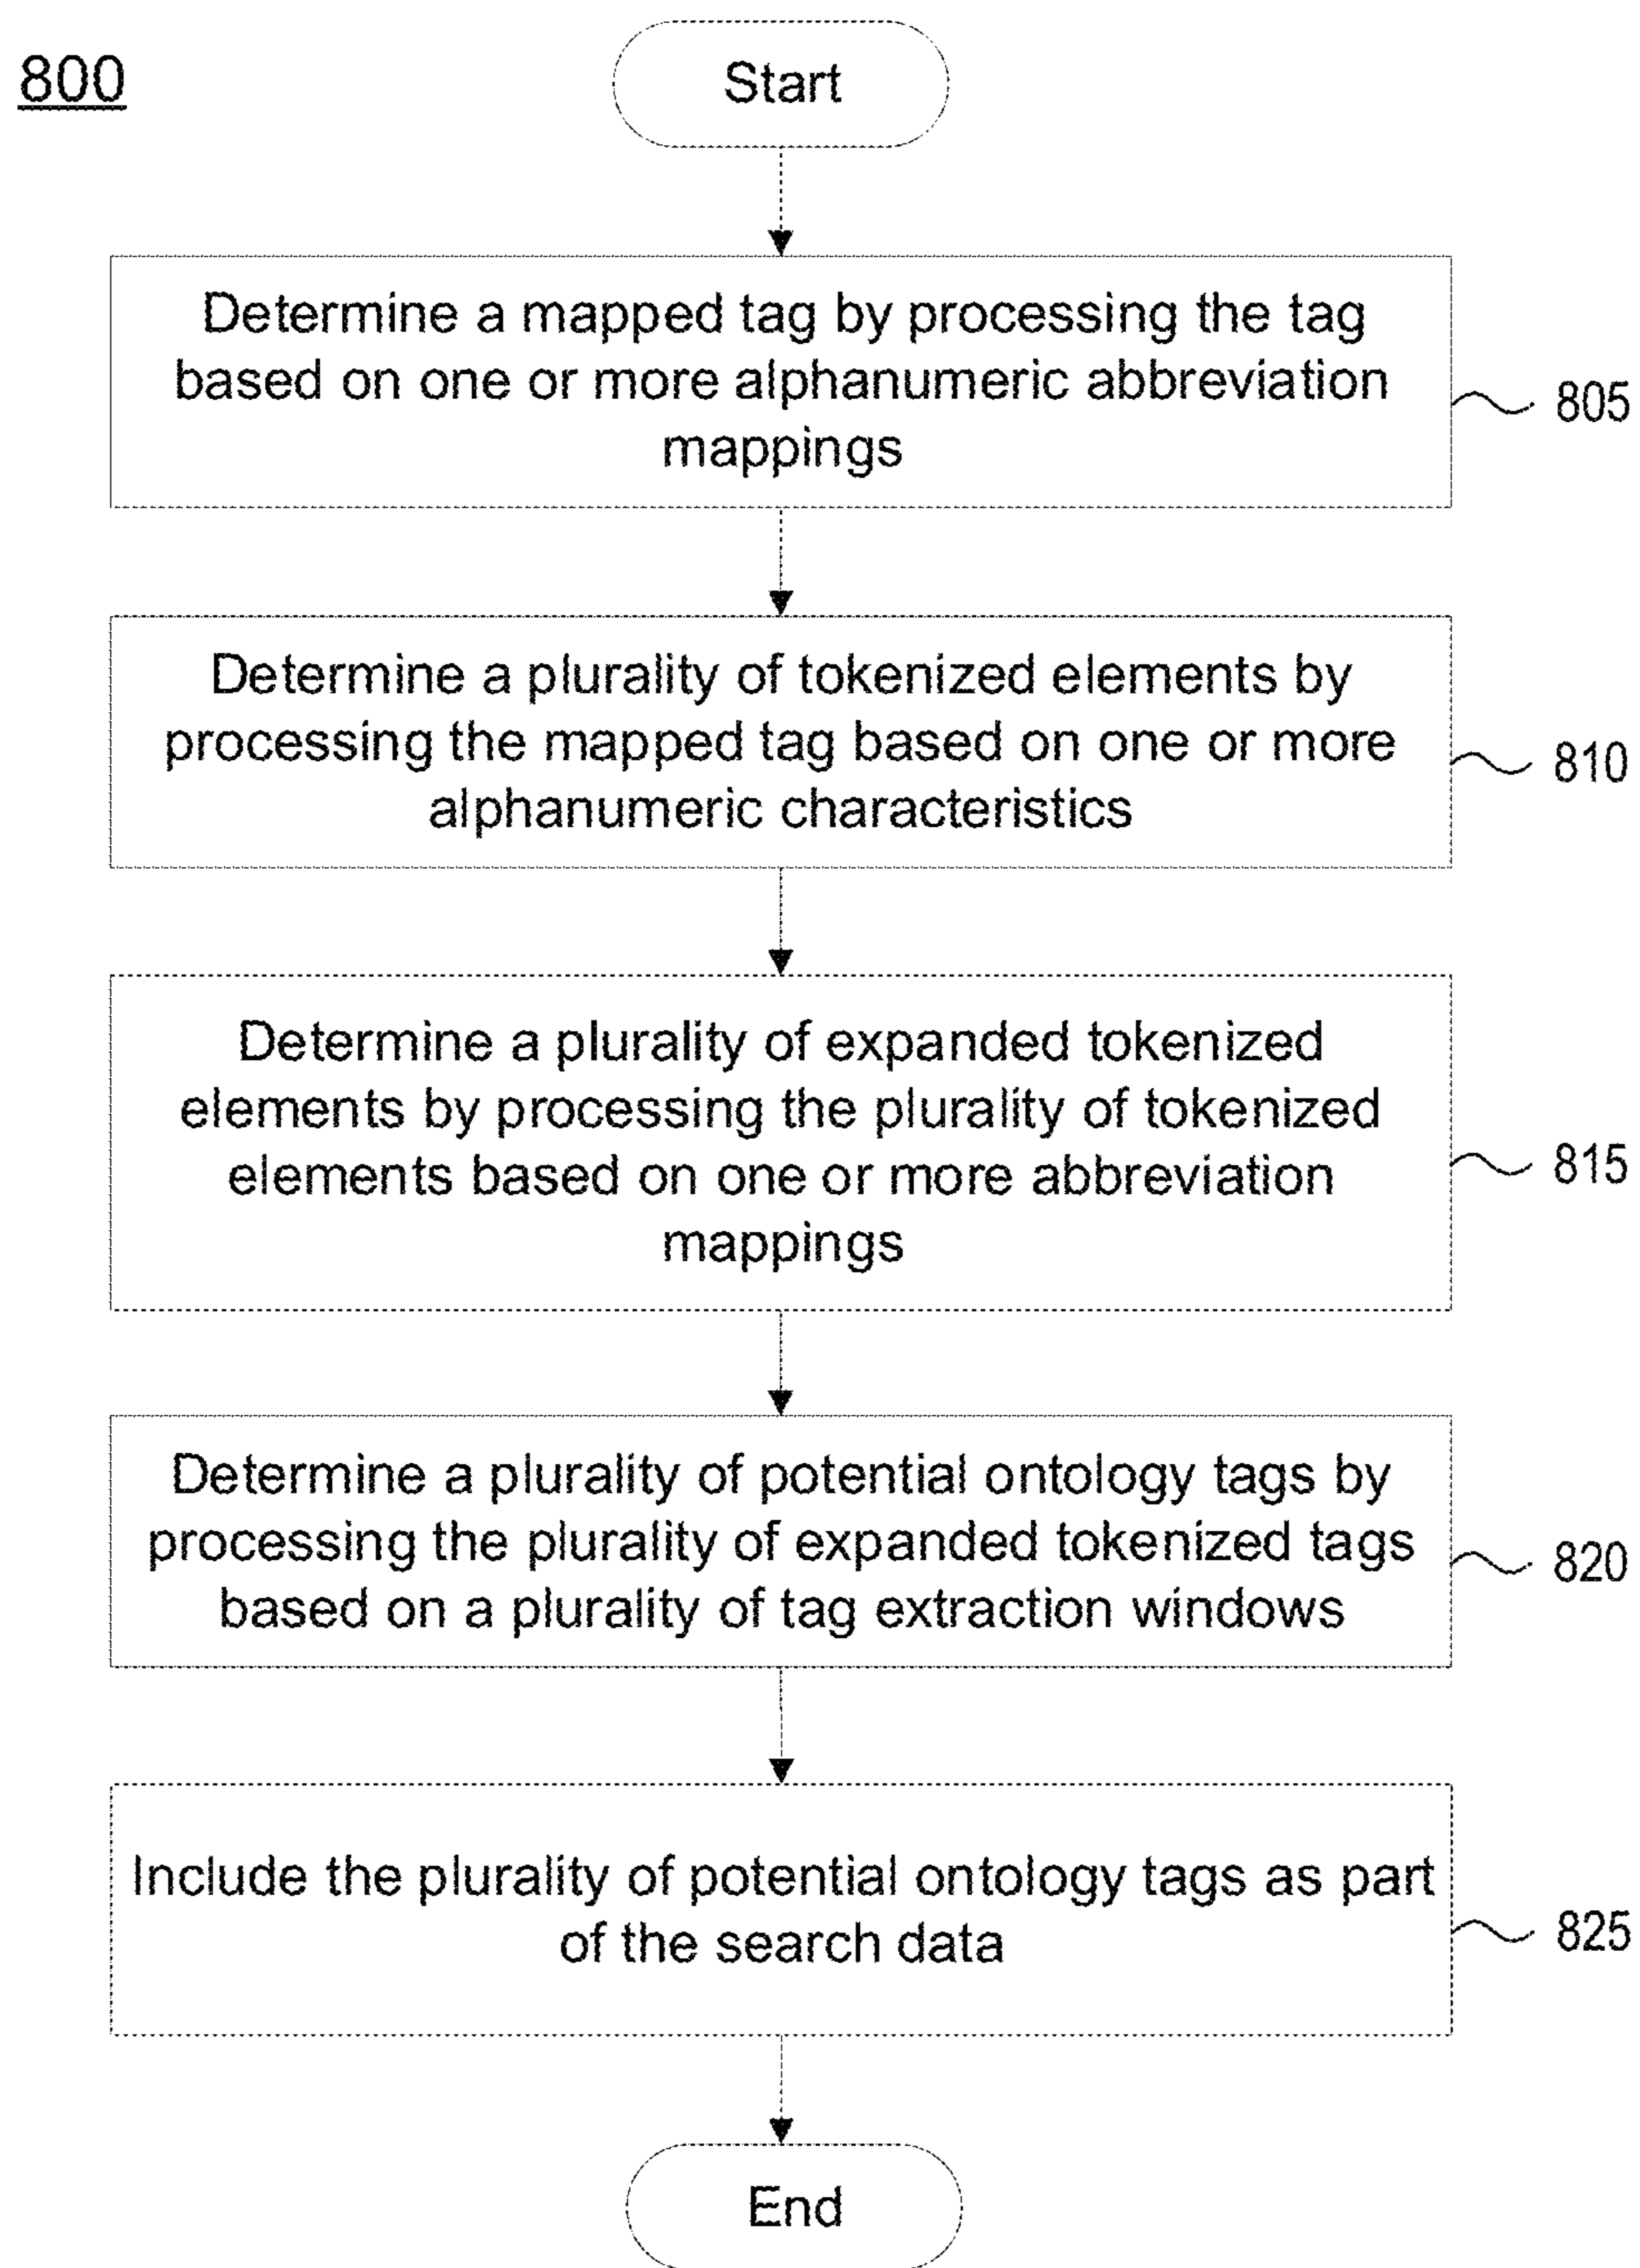 800
Start
Determine a mapped tag by processing the tag
based on one or more alphanumeric abbreviation
mappings
805
Determine a plurality of tokenized elements by
processing the mapped tag based on one or more
alphanumeric characteristics
810
Determine a plurality of expanded tokenized
elements by processing the plurality of tokenized
elements based on one or more abbreviation
mappings
815
Determine a plurality of potential ontology tags by
processing the plurality of expanded tokenized tags
based on a plurality of tag extraction windows
820
Include the plurality of potential ontology tags as part
of the search data
825
End